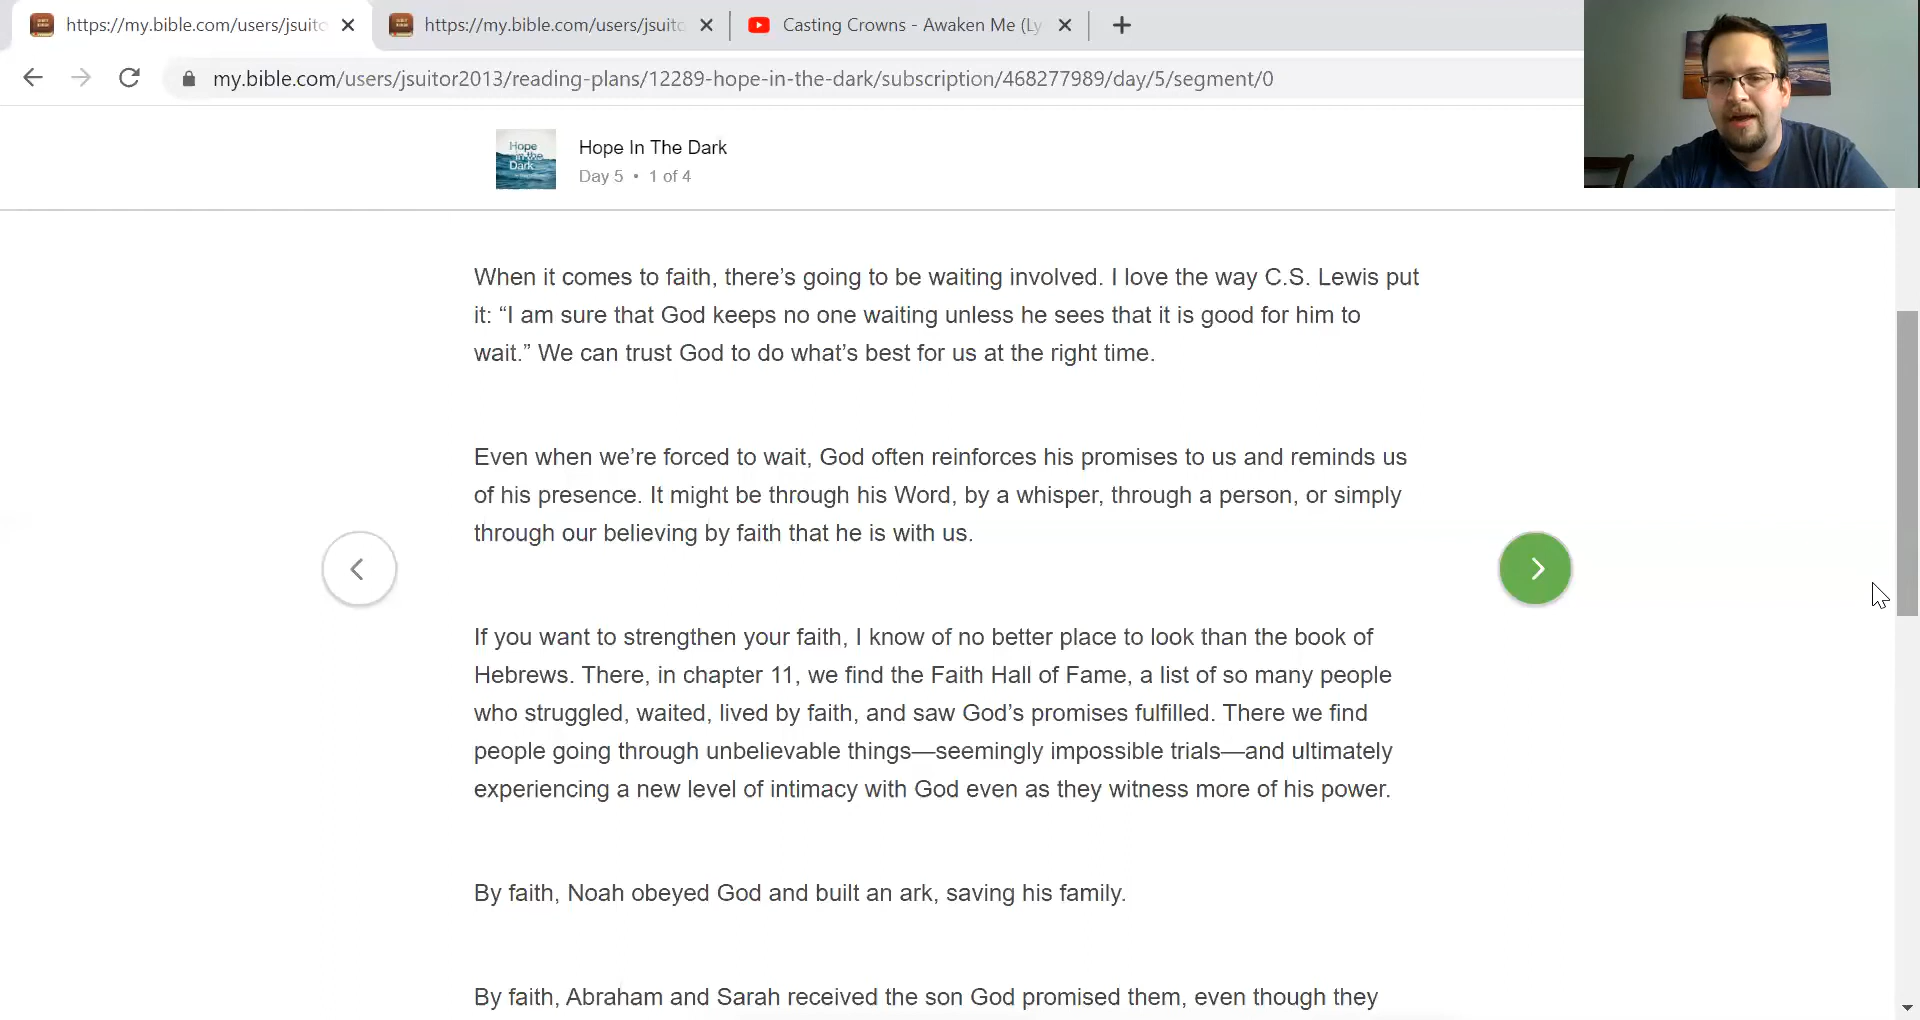 https://my.bible.com/users/jsuito
https://my.bible.com/users/jsuito
Casting Crowns - Awaken Me (Ly
my.bible.com/users/jsuitor2013/reading-plans/12289-hope-in-the-dark/subscription/468277989/day/5/segment/0
Hope
in the
Dark
Hope In The Dark
Day 5 • 1 of 4
When it comes to faith, there’s going to be waiting involved. I love the way C.S. Lewis put
it: “I am sure that God keeps no one waiting unless he sees that it is good for him to
wait.” We can trust God to do what’s best for us at the right time.
Even when we’re forced to wait, God often reinforces his promises to us and reminds us
of his presence. It might be through his Word, by a whisper, through a person, or simply
through our believing by faith that he is with us.
If you want to strengthen your faith, I know of no better place to look than the book of
Hebrews. There, in chapter 11, we find the Faith Hall of Fame, a list of so many people
who struggled, waited, lived by faith, and saw God’s promises fulfilled. There we find
people going through unbelievable things—seemingly impossible trials—and ultimately
experiencing a new level of intimacy with God even as they witness more of his power.
By faith, Noah obeyed God and built an ark, saving his family.
By faith, Abraham and Sarah received the son God promised them, even though they